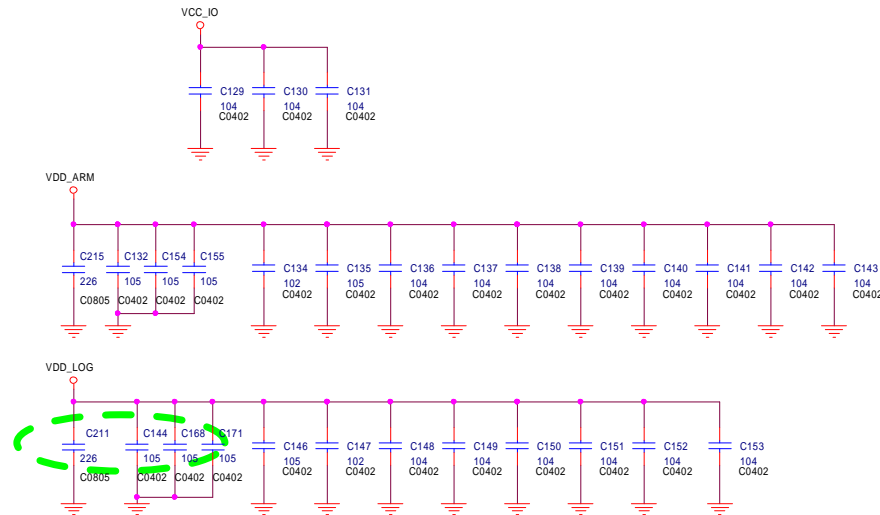 VCC_IO
C129 C130 C131
104 104 104
C0402 C0402 C0402
VDD_ARM
C215 C132 C154 C155
C134 C135 C136 C137 C138 C139 C140 C141 C142 C143
226 105 105 105
102 105 104 104 104 104 104 104 104 104
C0402 C0402 C0402 C0402 C0402 C0402 C0402 C0402 C0402 C0402
C0805 C0402 C0402 C0402
VDD_LOG
C211 C144 C168 C171
C146 C147 C148 C149 C150 C151 C152 C153
226 105 105 105
105 102 104 104 104 104 104 104
C0402 C0402 C0402 C0402 C0402 C0402 C0402 C0402
C0805 C0402 C0402 C0402